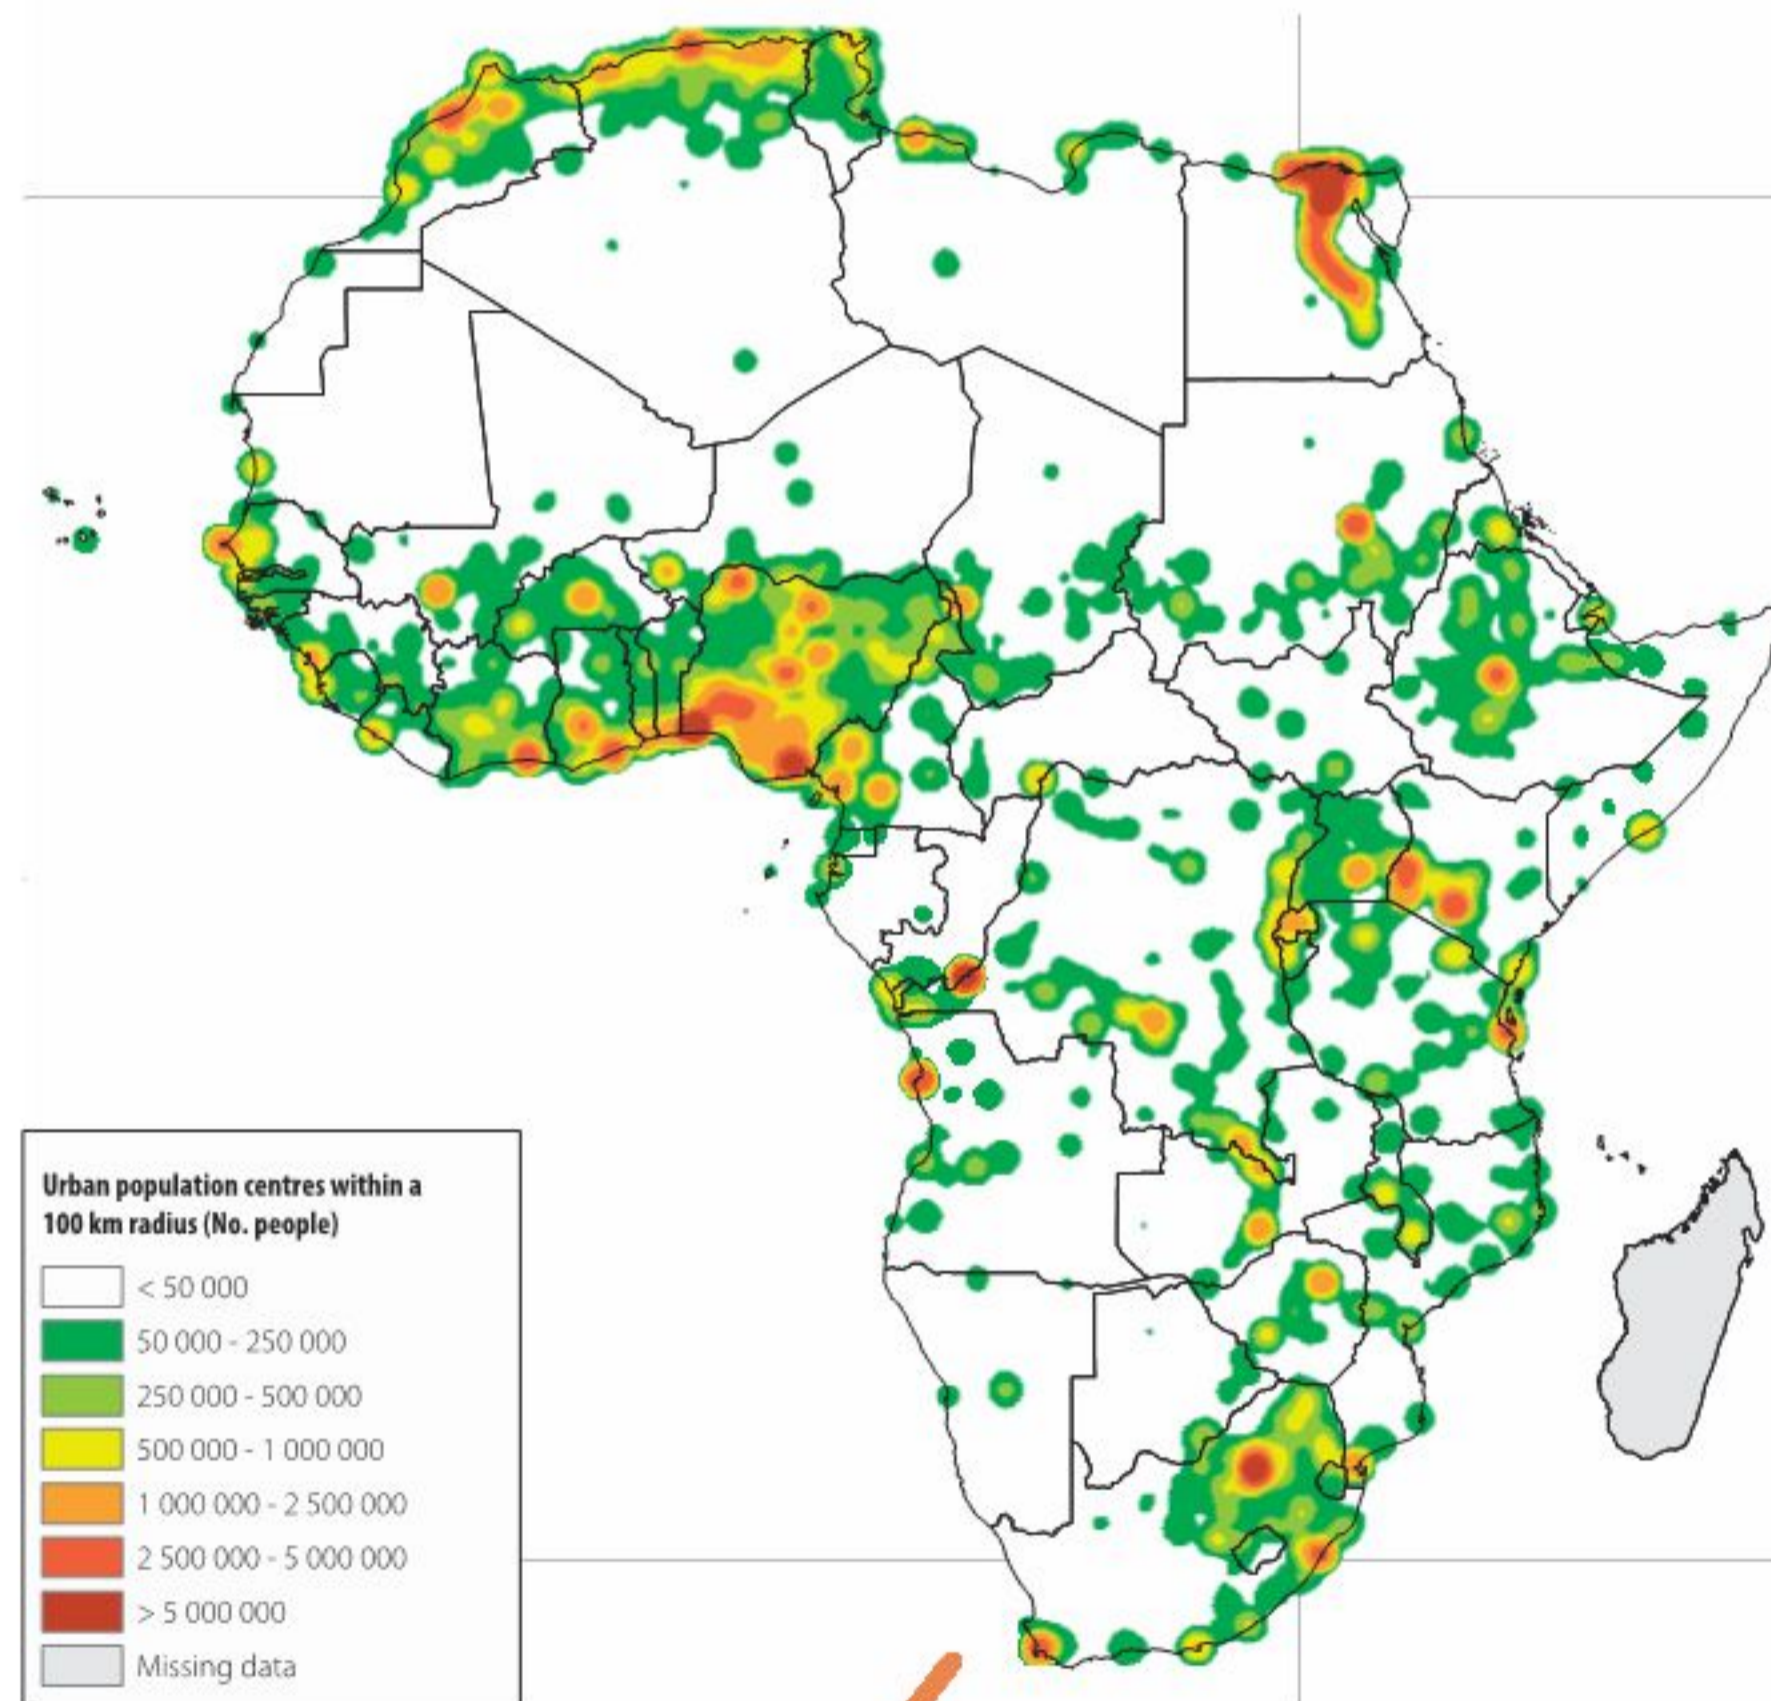 Urban population centres within a
100 km radius (No. people)
< 50 000
50 000 - 250 000
250 000 - 500 000
500 000 - 1 000 000
1 000 000 - 2 500 000
2 500 000 - 5 000 000
> 5 000 000
Missing data